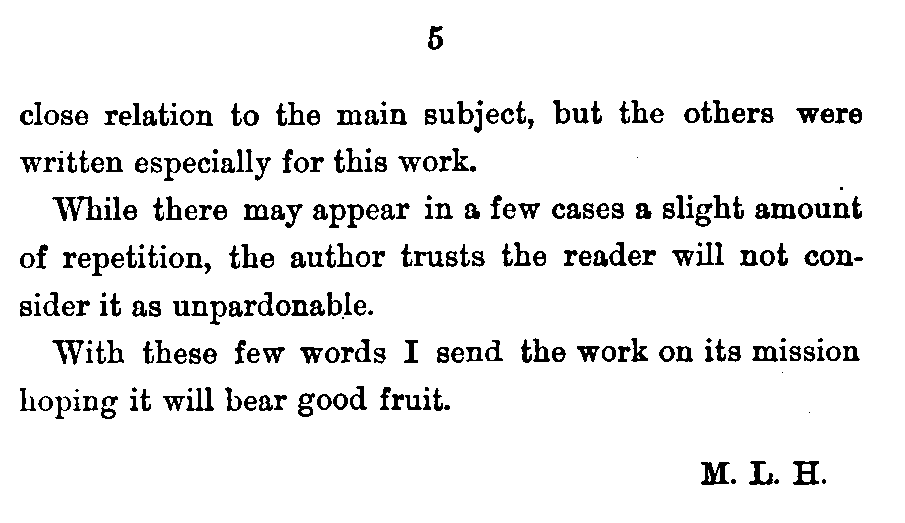 5
close relation to the main subject, but the others were
written especially for this work.
While there may appear in a few cases a slight amount
of repetition, the author trusts the reader will not con-
sider it as unpardonable.
With these few words I send the work on its mission
hoping it will bear good fruit.
M. L. H.